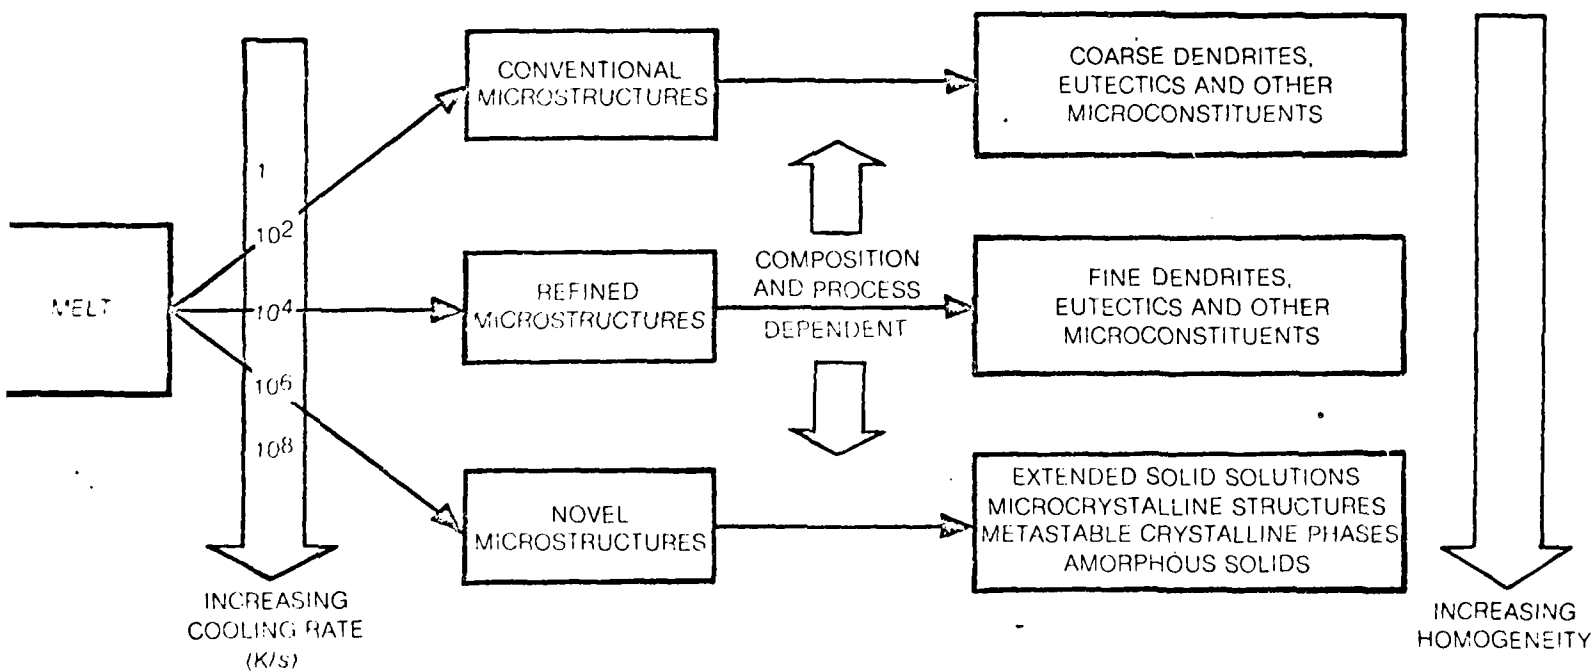 MELT
1
10²
10⁴
10⁶
10⁸
INCREASING
COOLING RATE
(K/s)
CONVENTIONAL
MICROSTRUCTURES
REFINED
MICROSTRUCTURES
NOVEL
MICROSTRUCTURES
COMPOSITION
AND PROCESS
DEPENDENT
COARSE DENDRITES,
EUTECTICS AND OTHER
MICROCONSTITUENTS
FINE DENDRITES,
EUTECTICS AND OTHER
MICROCONSTITUENTS
EXTENDED SOLID SOLUTIONS
MICROCRYSTALLINE STRUCTURES
METASTABLE CRYSTALLINE PHASES
AMORPHOUS SOLIDS
INCREASING
HOMOGENEITY